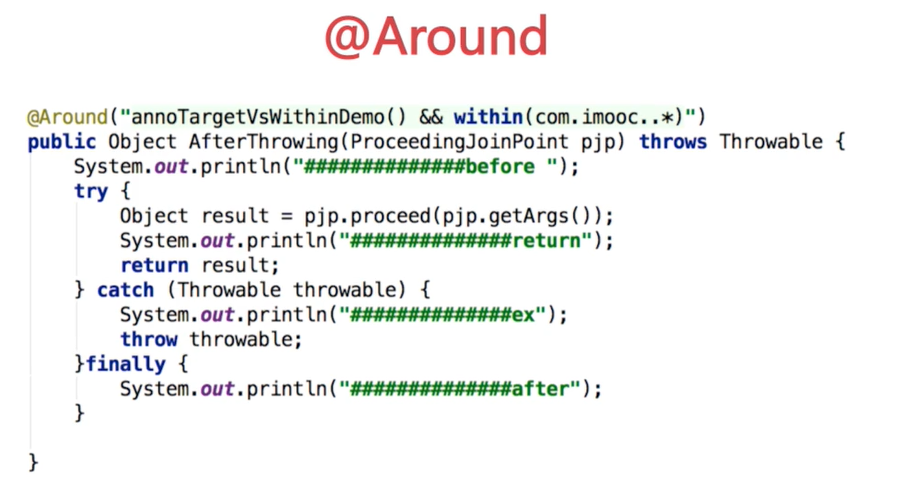 @Around
@Around("annoTargetVsWithinDemo() && within(com.imooc..*)")
public Object AfterThrowing(ProceedingJoinPoint pjp) throws Throwable {
    System.out.println("##############before ");
    try {
        Object result = pjp.proceed(pjp.getArgs());
        System.out.println("##############return");
        return result;
    } catch (Throwable throwable) {
        System.out.println("##############ex");
        throw throwable;
    }finally {
        System.out.println("##############after");
    }
}